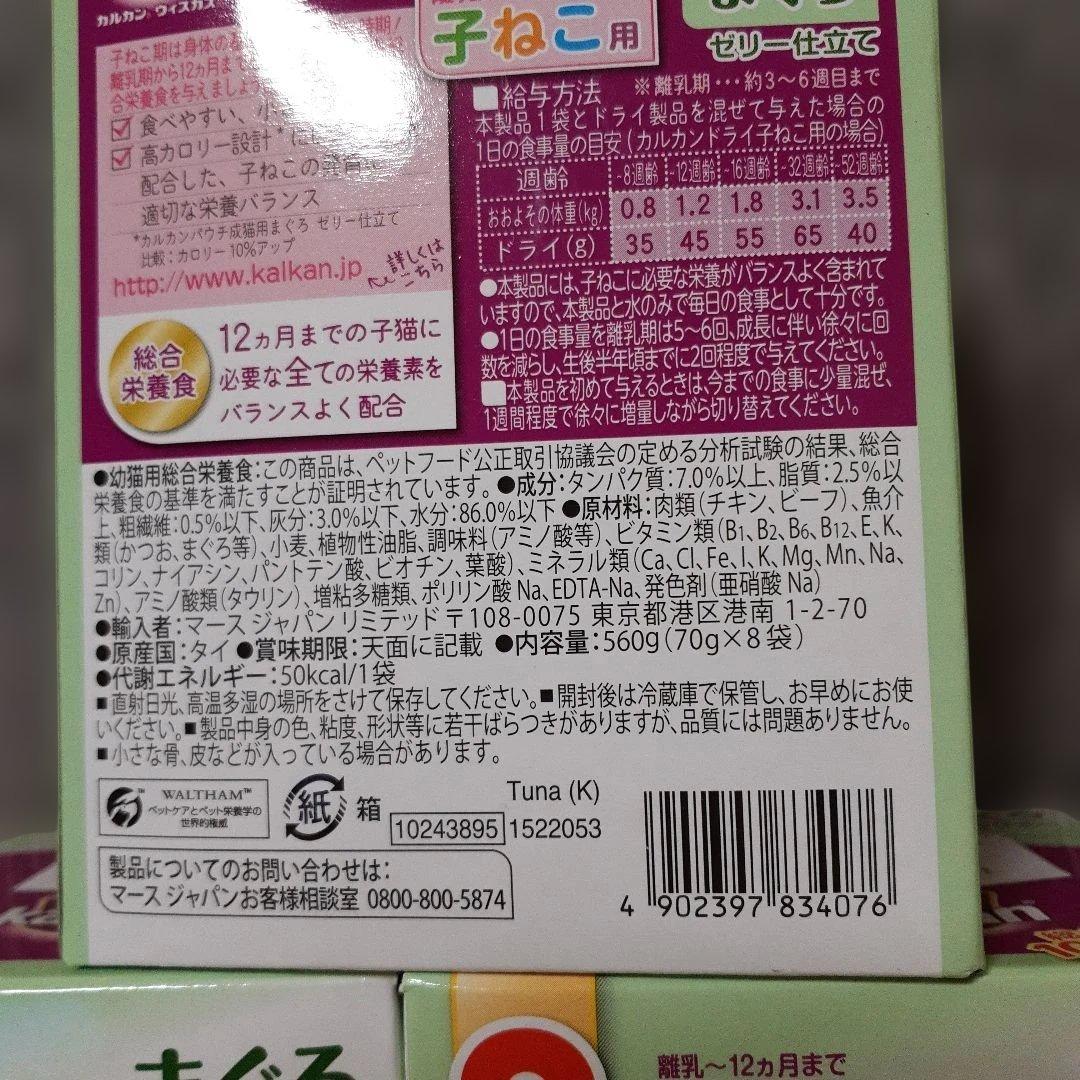 カルカン ウィスカス
子ねこ用
ゼリー仕立て
子ねこ期は身体の
離乳期から12ヵ月まで
合栄養食を与えましょう
食べやすい、小
高カロリー設計*
配合した、子ねこの発育に
適切な栄養バランス
*カルカンパウチ成猫用まぐろ ゼリー仕立て
比較：カロリー10%アップ
http://www.kalkan.jp
詳しくは
こちら
総合
栄養食
12ヵ月までの子猫に
必要な全ての栄養素を
バランスよく配合
■給与方法 ※離乳期・・・約3〜6週目まで
本製品1袋とドライ製品を混ぜて与えた場合の
1日の食事量の目安（カルカンドライ子ねこ用の場合）
週齢 ~8週齢 ~12週齢 ~16週齢 ~32週齢 ~52週齢
おおよその体重(kg) 0.8 1.2 1.8 3.1 3.5
ドライ(g) 35 45 55 65 40
●本製品には、子ねこに必要な栄養がバランスよく含まれて
いますので、本製品と水のみで毎日の食事として十分です。
●1日の食事量を離乳期は5〜6回、成長に伴い徐々に回
数を減らし、生後半年頃までに2回程度で与えてください。
■本製品を初めて与えるときは、今までの食事に少量混ぜ、
1週間程度で徐々に増量しながら切り替えてください。
●幼猫用総合栄養食：この商品は、ペットフード公正取引協議会の定める分析試験の結果、総合
栄養食の基準を満たすことが証明されています。●成分：タンパク質：7.0%以上、脂質：2.5%以
上、粗繊維：0.5%以下、灰分：3.0%以下、水分：86.0%以下 ●原材料：肉類（チキン、ビーフ）、魚介
類（かつお、まぐろ等）、小麦、植物性油脂、調味料（アミノ酸等）、ビタミン類（B1、B2、B6、B12、E、K、
コリン、ナイアシン、パントテン酸、ビオチン、葉酸）、ミネラル類（Ca、Cl、Fe、I、K、Mg、Mn、Na、
Zn）、アミノ酸類（タウリン）、増粘多糖類、ポリリン酸Na、EDTA-Na、発色剤（亜硝酸Na）
●輸入者：マース ジャパン リミテッド 〒108-0075 東京都港区港南 1-2-70
●原産国：タイ ●賞味期限：天面に記載 ●内容量：560g（70g×8袋）
●代謝エネルギー：50kcal/1袋
■直射日光、高温多湿の場所をさけて保存してください。■開封後は冷蔵庫で保管し、お早めにお使
いください。■製品中身の色、粘度、形状等に若干ばらつきがありますが、品質には問題ありません。
■小さな骨、皮などが入っている場合があります。
WALTHAM™
ペットケアとペット栄養学の
世界的権威
紙
箱
Tuna (K)
10243895 1522053
製品についてのお問い合わせは：
マース ジャパンお客様相談室 0800-800-5874
4 902397 834076
まぐろ
離乳〜12ヵ月まで